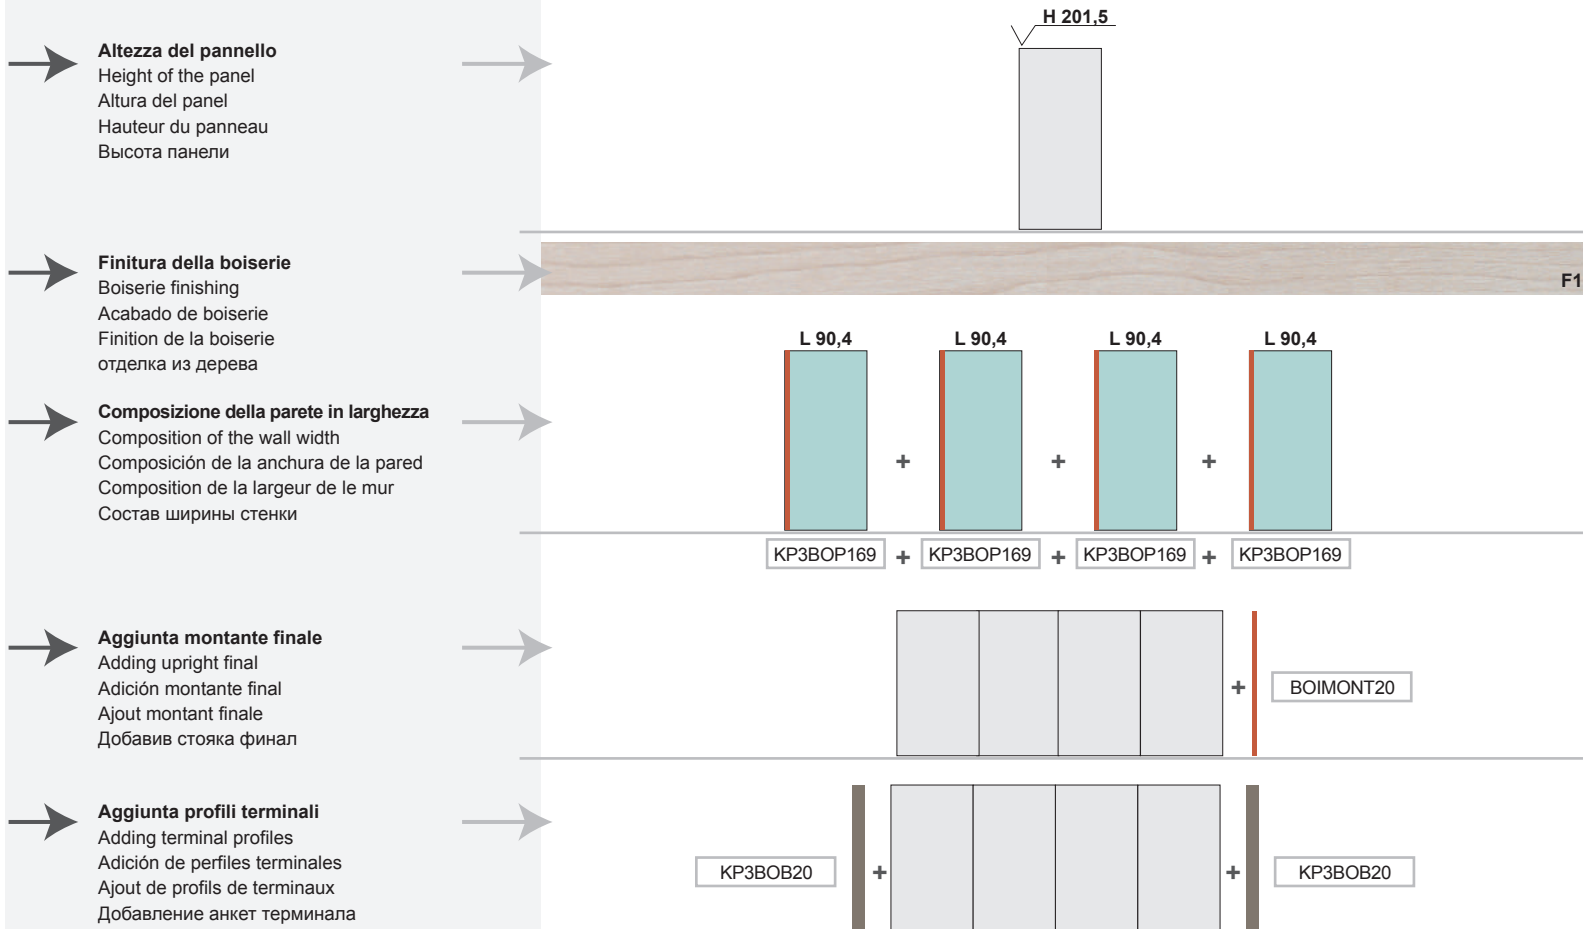 H 201,5
Altezza del pannello
Height of the panel
Altura del panel
Hauteur du panneau
Высота панели
Finitura della boiserie
Boiserie finishing
Acabado de boiserie
Finition de la boiserie
отделка из дерева
F1
L 90,4 L 90,4 L 90,4 L 90,4
Composizione della parete in larghezza
Composition of the wall width
Composición de la anchura de la pared
Composition de la largeur de le mur
Состав ширины стенки
+ + +
KP3BOP169 + KP3BOP169 + KP3BOP169 + KP3BOP169
Aggiunta montante finale
Adding upright final
Adición montante final
Ajout montant finale
Добавив стояка финал
+ BOIMONT20
Aggiunta profili terminali
Adding terminal profiles
Adición de perfiles terminales
Ajout de profils de terminaux
Добавление анкет терминала
KP3BOB20 + + KP3BOB20